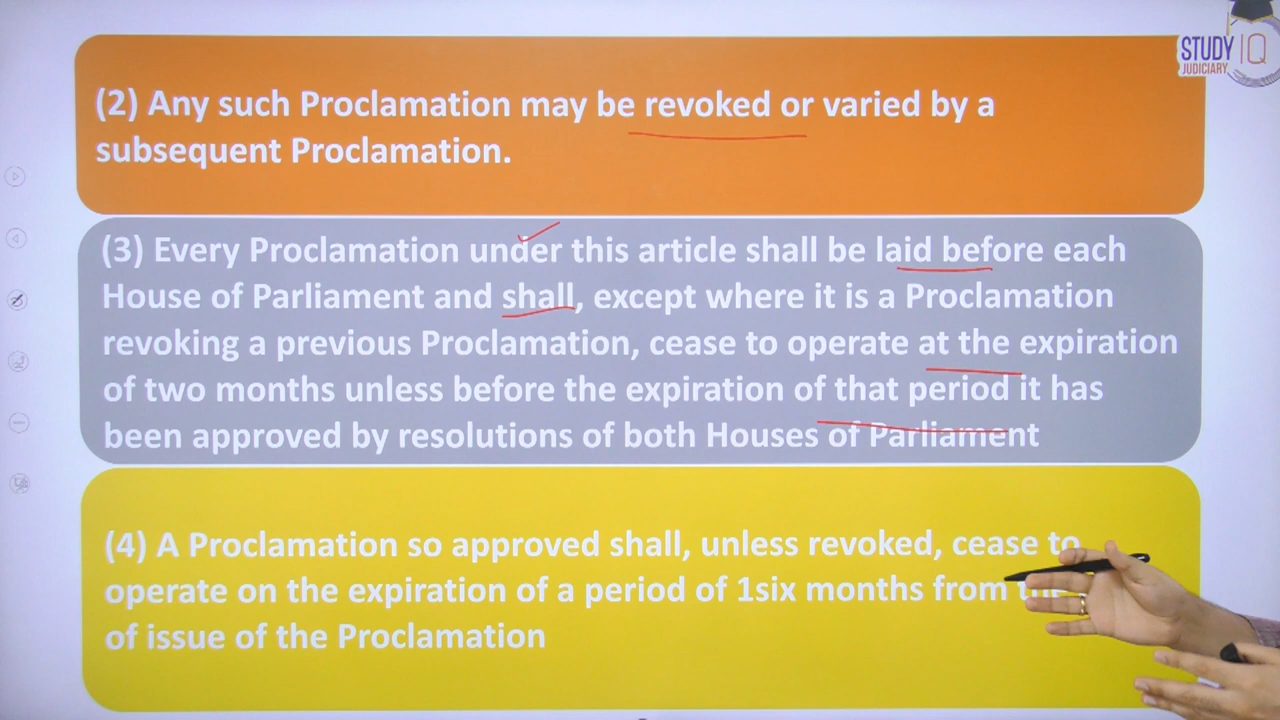 STUDY IQ
JUDICIARY
(2) Any such Proclamation may be revoked or varied by a
subsequent Proclamation.
(3) Every Proclamation under this article shall be laid before each
House of Parliament and shall, except where it is a Proclamation
revoking a previous Proclamation, cease to operate at the expiration
of two months unless before the expiration of that period it has
been approved by resolutions of both Houses of Parliament
(4) A Proclamation so approved shall, unless revoked, cease to
operate on the expiration of a period of 1six months from the
of issue of the Proclamation